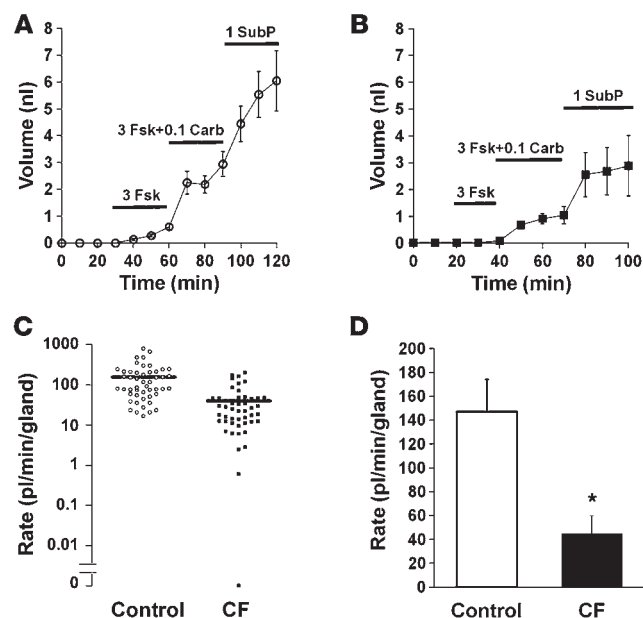 A
1 SubP
3 Fsk+0.1 Carb
3 Fsk
Volume (nl)
8
7
6
5
4
3
2
1
0
0 20 40 60 80 100 120
Time (min)
B
1 SubP
3 Fsk+0.1 Carb
3 Fsk
Volume (nl)
8
7
6
5
4
3
2
1
0
0 20 40 60 80 100
Time (min)
C
Rate (pl/min/gland)
1000
100
10
1
0.1
0.01
0
Control CF
D
Rate (pl/min/gland)
200
180
160
140
120
100
80
60
40
20
0
*
Control CF